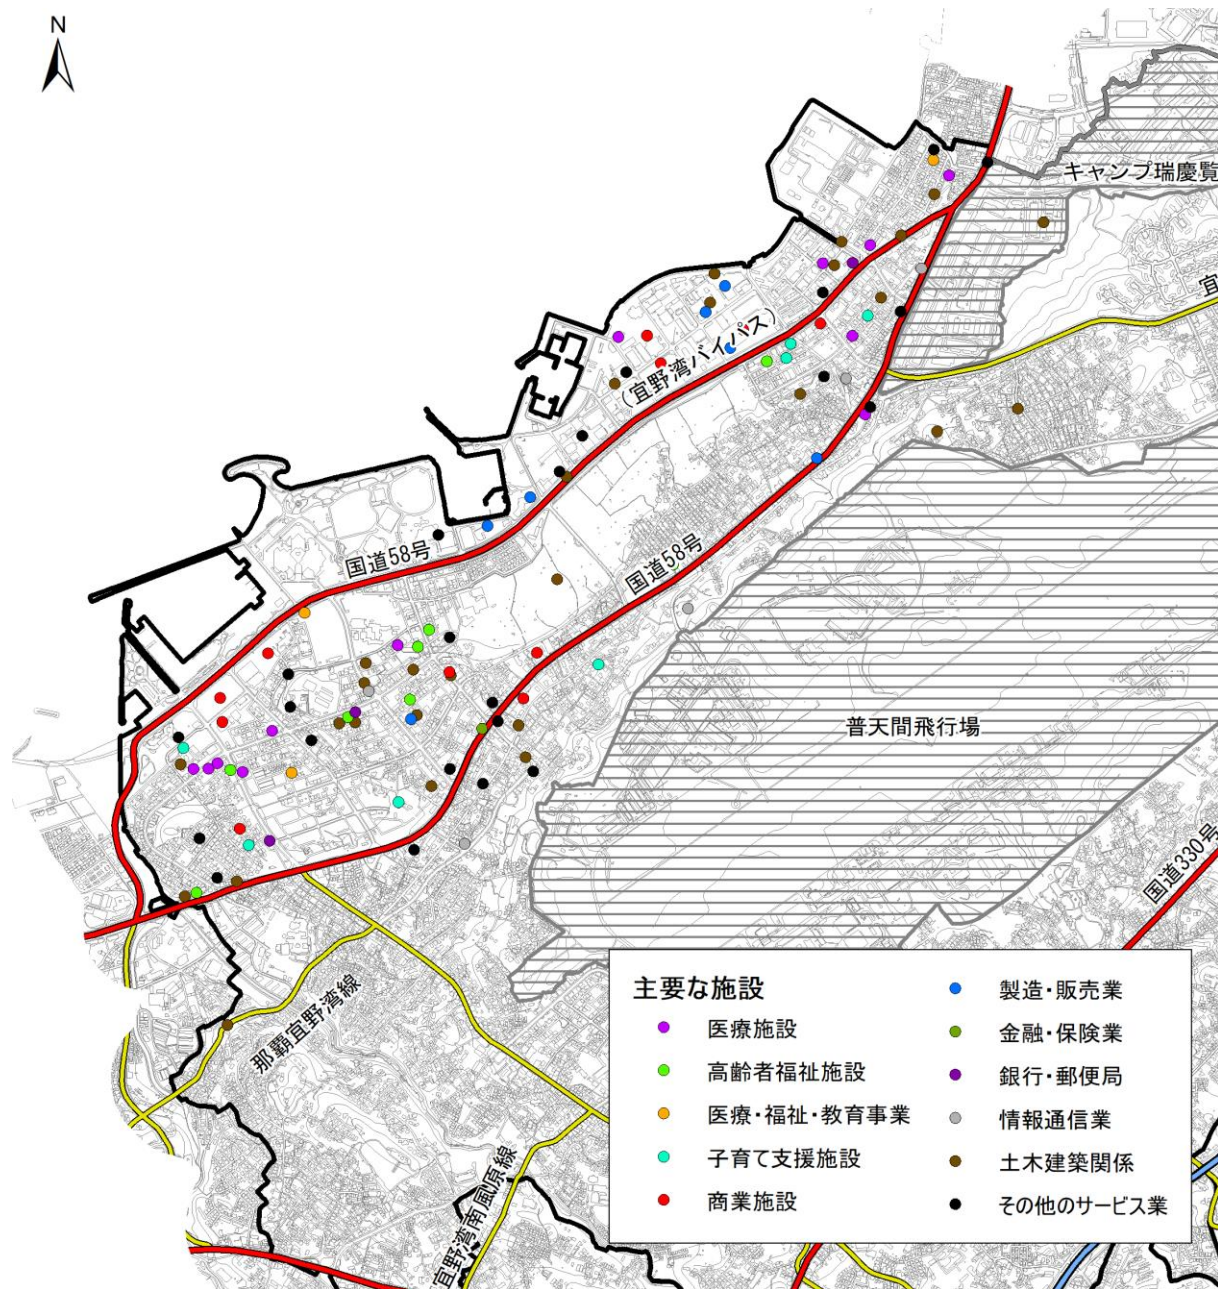 N
キャンプ瑞慶覧
宜
(宜野湾バイパス)
国道58号
国道58号
普天間飛行場
国道330号
那覇宜野湾線
宜野湾南風原線
主要な施設
医療施設
高齢者福祉施設
医療・福祉・教育事業
子育て支援施設
商業施設
製造・販売業
金融・保険業
銀行・郵便局
情報通信業
土木建築関係
その他のサービス業